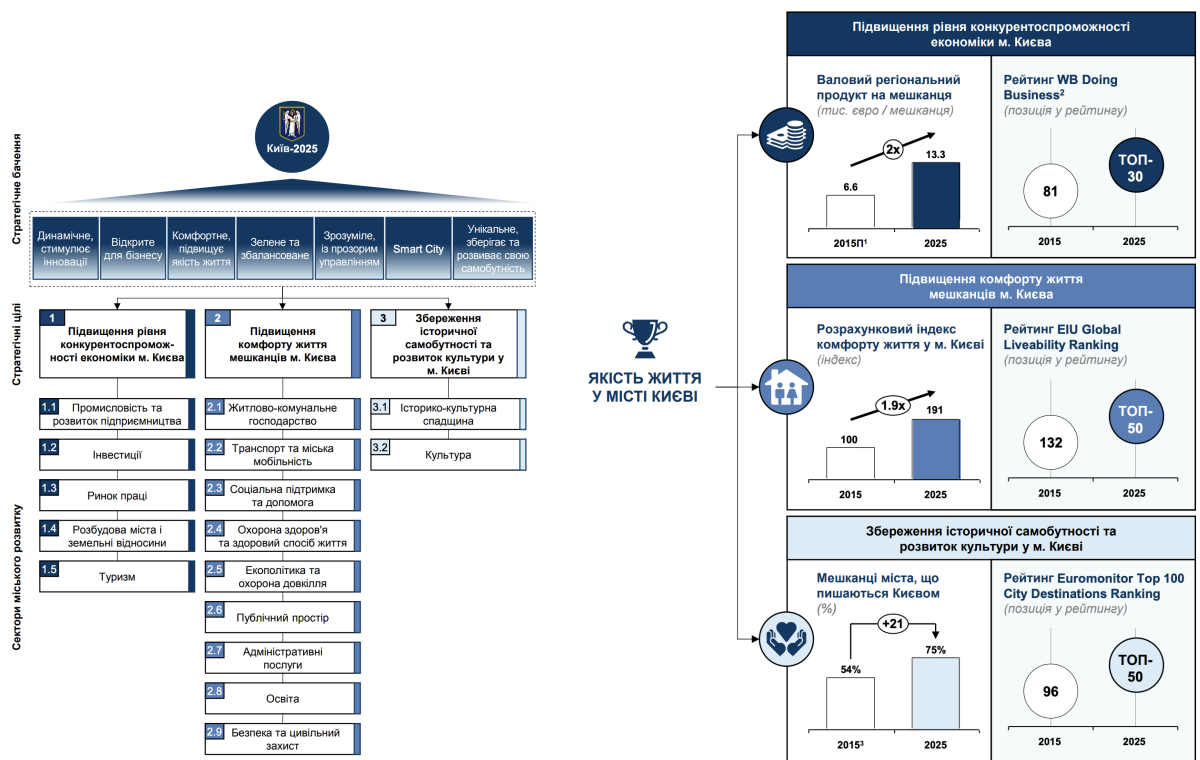 Стратегічне бачення
Київ-2025
Динамічне,
стимулює
інновації
Відкрите
для бізнесу
Комфортне,
підвищує
якість життя
Зелене та
збалансоване
Зрозуміле,
із прозорим
управлінням
Smart City
Унікальне,
зберігає та
розвиває свою
самобутність
Стратегічні цілі
1
Підвищення рівня
конкурентоспромож-
ності економіки м. Києва
2
Підвищення
комфорту життя
мешканців м. Києва
3
Збереження
історичної
самобутності та
розвиток культури у
м. Києві
Сектори міського розвитку
1.1
Промисловість та
розвиток підприємництва
1.2
Інвестиції
1.3
Ринок праці
1.4
Розбудова міста і
земельні відносини
1.5
Туризм
2.1
Житлово-комунальне
господарство
2.2
Транспорт та міська
мобільність
2.3
Соціальна підтримка
та допомога
2.4
Охорона здоров'я
та здоровий спосіб життя
2.5
Екополітика та
охорона довкілля
2.6
Публічний простір
2.7
Адміністративні
послуги
2.8
Освіта
2.9
Безпека та цивільний
захист
3.1
Історико-культурна
спадщина
3.2
Культура
ЯКІСТЬ ЖИТТЯ
У МІСТІ КИЄВІ
Підвищення рівня конкурентоспроможності
економіки м. Києва
Валовий регіональний
продукт на мешканця
(тис. євро / мешканця)
2x
6.6
13.3
2015П¹
2025
Рейтинг WB Doing
Business²
(позиція у рейтингу)
81
ТОП-
30
2015
2025
Підвищення комфорту життя
мешканців м. Києва
Розрахунковий індекс
комфорту життя у м. Києві
(індекс)
1.9x
100
191
2015
2025
Рейтинг EIU Global
Liveability Ranking
(позиція у рейтингу)
132
ТОП-
50
2015
2025
Збереження історичної самобутності та
розвиток культури у м. Києві
Мешканці міста, що
пишаються Києвом
(%)
+21
54%
75%
2015³
2025
Рейтинг Euromonitor Top 100
City Destinations Ranking
(позиція у рейтингу)
96
ТОП-
50
2015
2025